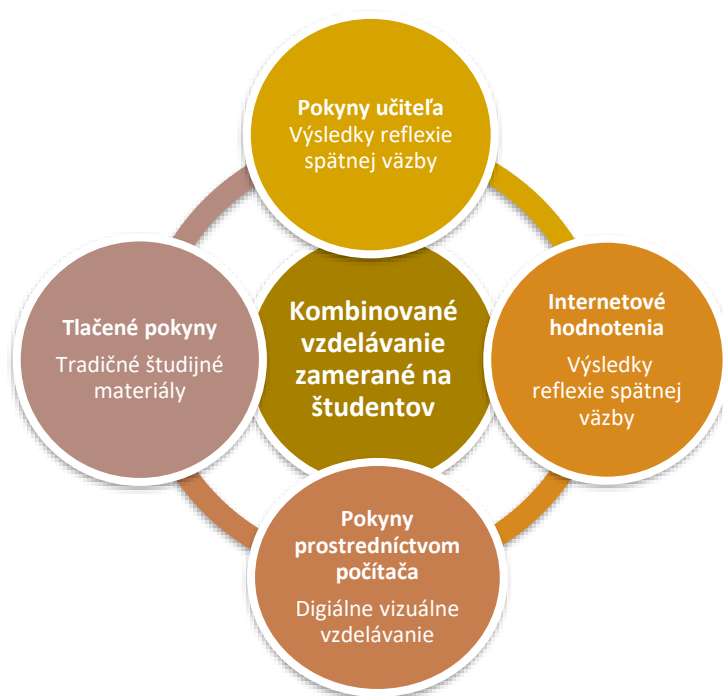 Pokyny učiteľa
Výsledky reflexie
spätnej väzby
Tlačené pokyny
Tradičné študijné
materiály
Kombinované
vzdelávanie
zamerané na
študentov
Internetové
hodnotenia
Výsledky
reflexie spätnej
väzby
Pokyny
prostredníctvom
počítača
Digiálne vizuálne
vzdelávanie